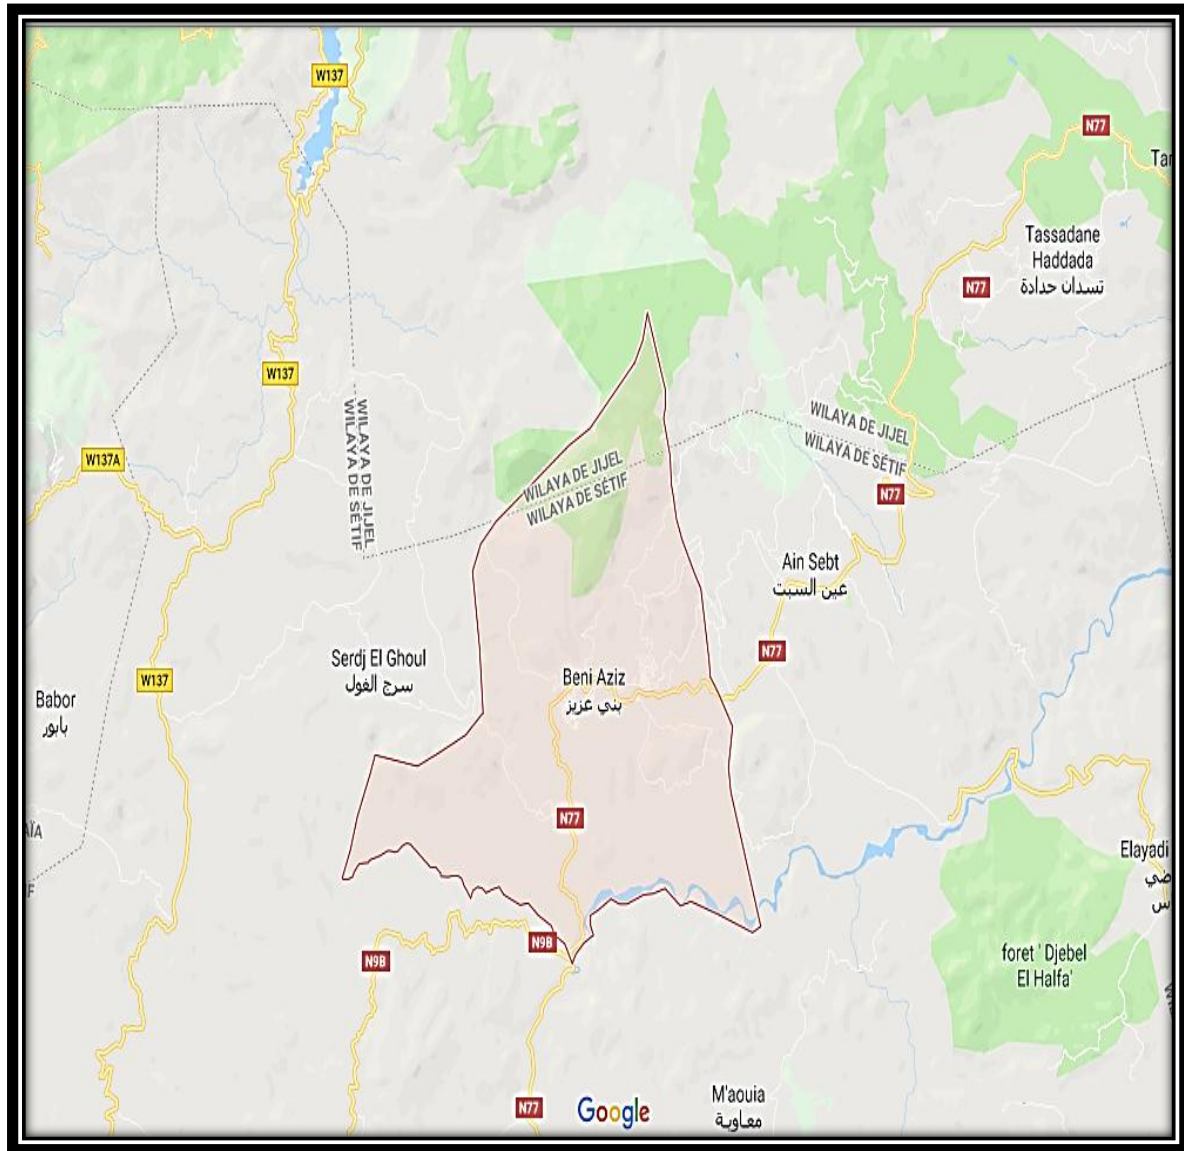 W137
N77
Tassadane
Haddada
تسدان حدادة
N77
W137
WILAYA DE JIJEL
WILAYA DE SÉTIF
WILAYA DE JIJEL
WILAYA DE SÉTIF
W137A
WILAYA DE JIJEL
WILAYA DE SÉTIF
N77
Ain Sebt
عين السبت
N77
Serdj El Ghoul
سرج الغول
Beni Aziz
بني عزيز
W137
Babor
بابور
N77
Elayadi
N9B
N9B
foret ' Djebel
El Halfa'
M'aouia
معاوية
N77
Google